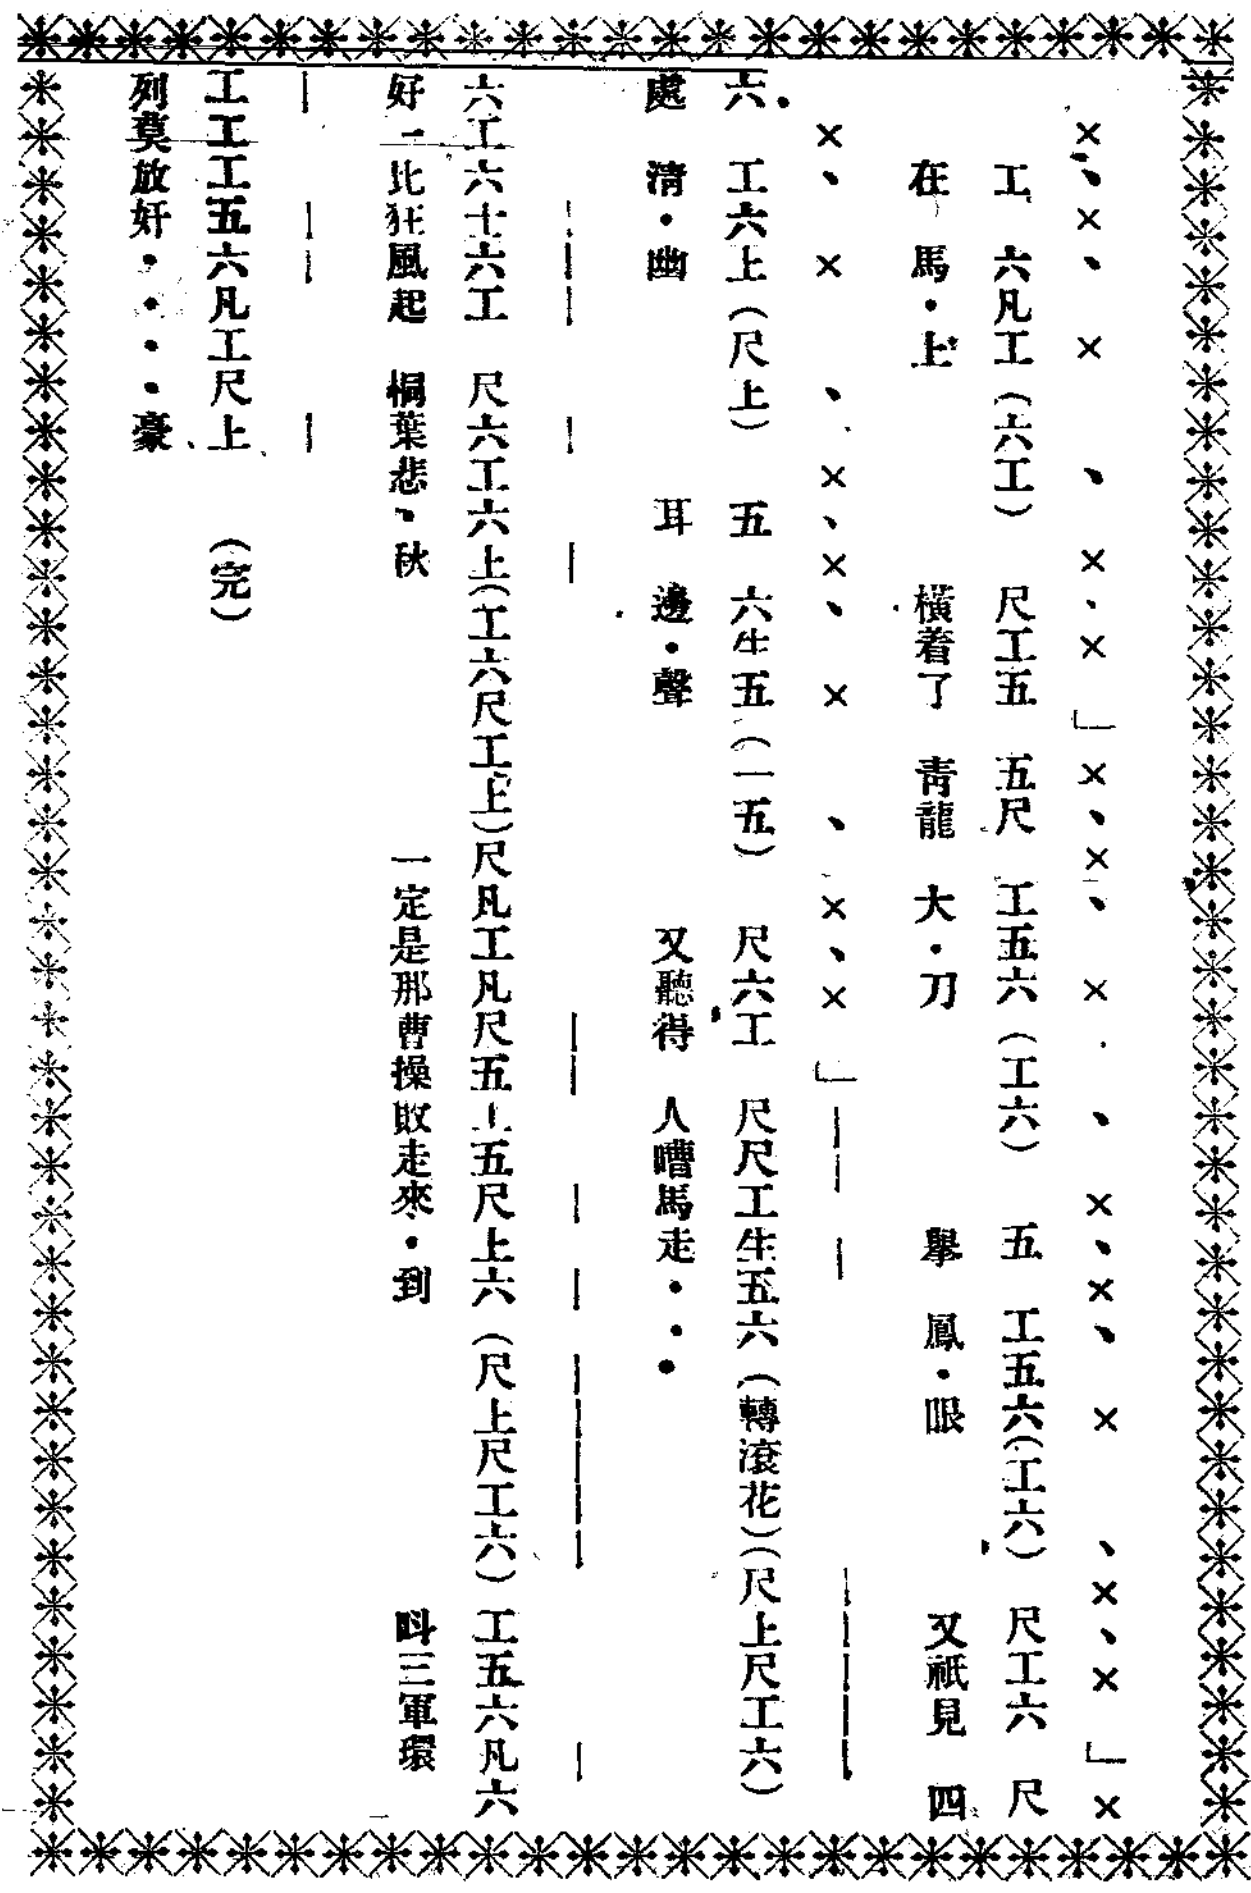 ×、×、 × 、 ×、× 」×、×、 × 、 ×、×、 × 、×、× 」×
工 六凡工(六工) 尺工五 五尺 工五六(工六) 五 工五六(工六) 尺工六 尺
在 馬・上 橫着了 青龍 大・刀 舉 鳳・眼 又祇見 四
×、 × 、 ×、×、 × 、 ×、× 」
六 工六上(尺上) 五 六生五(一五) 尺六工 尺尺工生五六(轉滾花)(尺上尺工六)
處 清・幽 耳 邊・聲 又聽得 人嘈馬走・・・
六工六士六工 尺六工六上(工六尺工上)尺凡工凡尺五上五尺上六(尺上尺工六) 工五六凡六
好一比狂風起 桐葉悲、秋 一定是那曹操敗走來・到 呌三軍環
工工工五六凡工尺上 (完)
列莫放奸・・・・豪